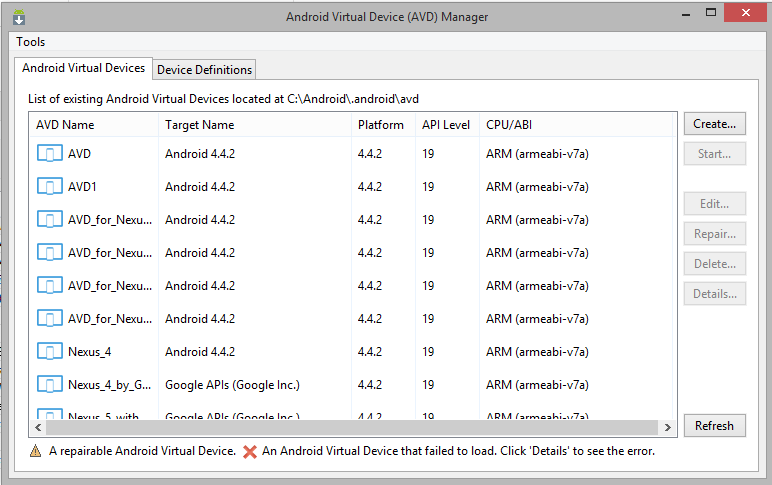 Android Virtual Device (AVD) Manager
Tools
Android Virtual Devices Device Definitions
List of existing Android Virtual Devices located at C:\Android\.android\avd
AVD Name Target Name Platform API Level CPU/ABI Create...
AVD Android 4.4.2 4.4.2 19 ARM (armeabi-v7a) Start...
AVD1 Android 4.4.2 4.4.2 19 ARM (armeabi-v7a) Edit...
AVD_for_Nexu... Android 4.4.2 4.4.2 19 ARM (armeabi-v7a) Repair...
AVD_for_Nexu... Android 4.4.2 4.4.2 19 ARM (armeabi-v7a) Delete...
AVD_for_Nexu... Android 4.4.2 4.4.2 19 ARM (armeabi-v7a) Details...
AVD_for_Nexu... Android 4.4.2 4.4.2 19 ARM (armeabi-v7a)
Nexus_4 Android 4.4.2 4.4.2 19 ARM (armeabi-v7a)
Nexus_4_by_G... Google APIs (Google Inc.) 4.4.2 19 ARM (armeabi-v7a)
Nexus_5_with... Google APIs (Google Inc.) 4.4.2 19 ARM (armeabi-v7a) Refresh
A repairable Android Virtual Device. An Android Virtual Device that failed to load. Click 'Details' to see the error.